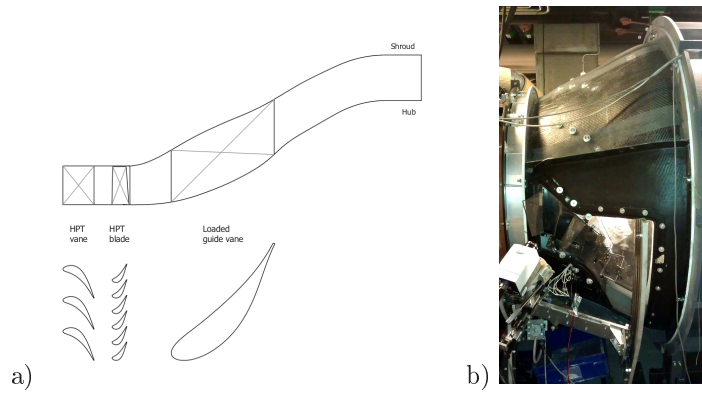 Shroud
Hub
HPT
vane
HPT
blade
Loaded
guide vane
a)
b)